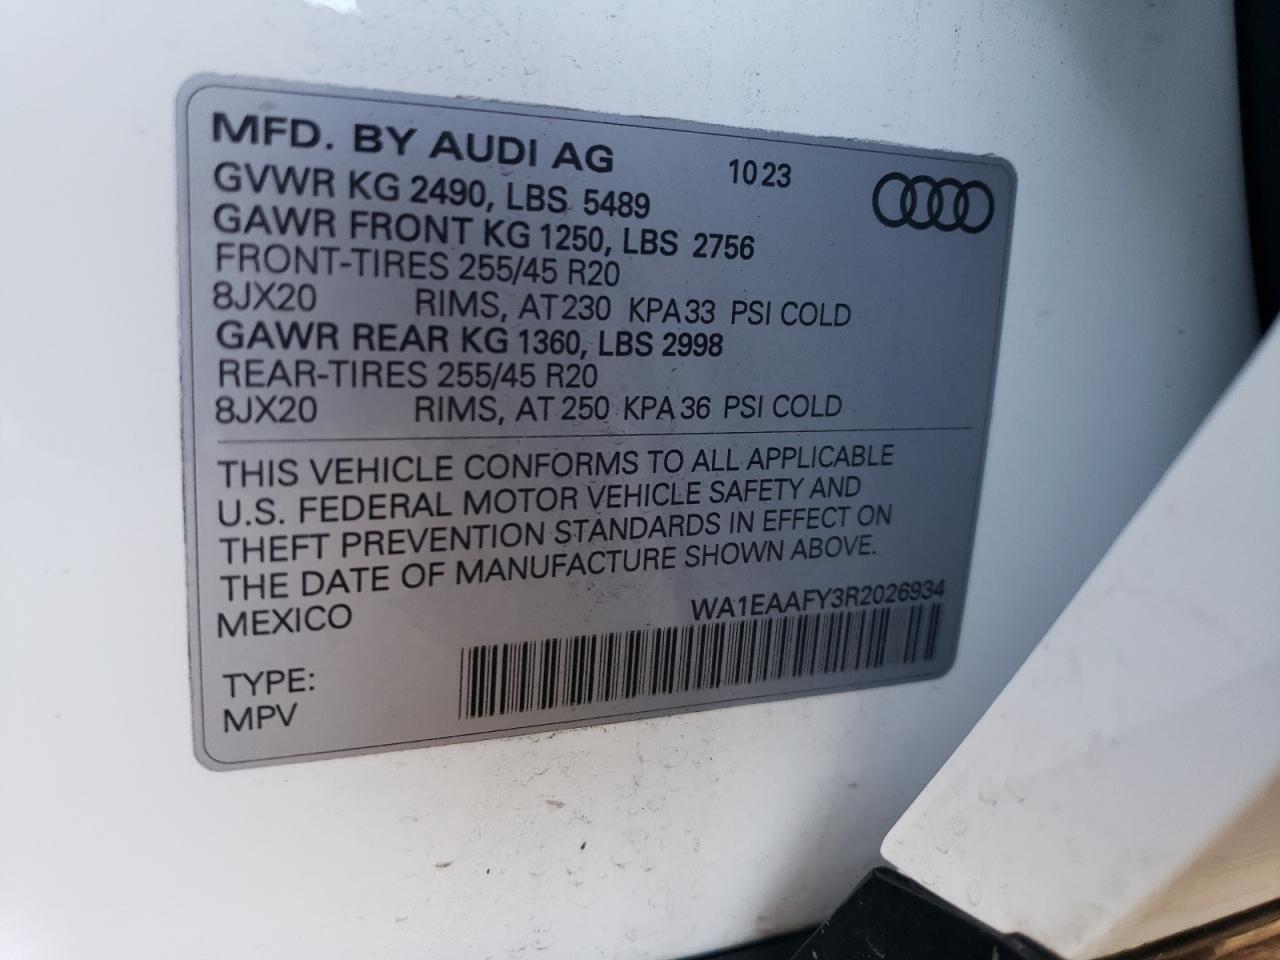 MFD. BY AUDI AG 10 23
GVWR KG 2490, LBS 5489
GAWR FRONT KG 1250, LBS 2756
FRONT-TIRES 255/45 R20
8JX20 RIMS, AT 230 KPA 33 PSI COLD
GAWR REAR KG 1360, LBS 2998
REAR-TIRES 255/45 R20
8JX20 RIMS, AT 250 KPA 36 PSI COLD
THIS VEHICLE CONFORMS TO ALL APPLICABLE
U.S. FEDERAL MOTOR VEHICLE SAFETY AND
THEFT PREVENTION STANDARDS IN EFFECT ON
THE DATE OF MANUFACTURE SHOWN ABOVE.
MEXICO WA1EAAFY3R2026934
TYPE:
MPV